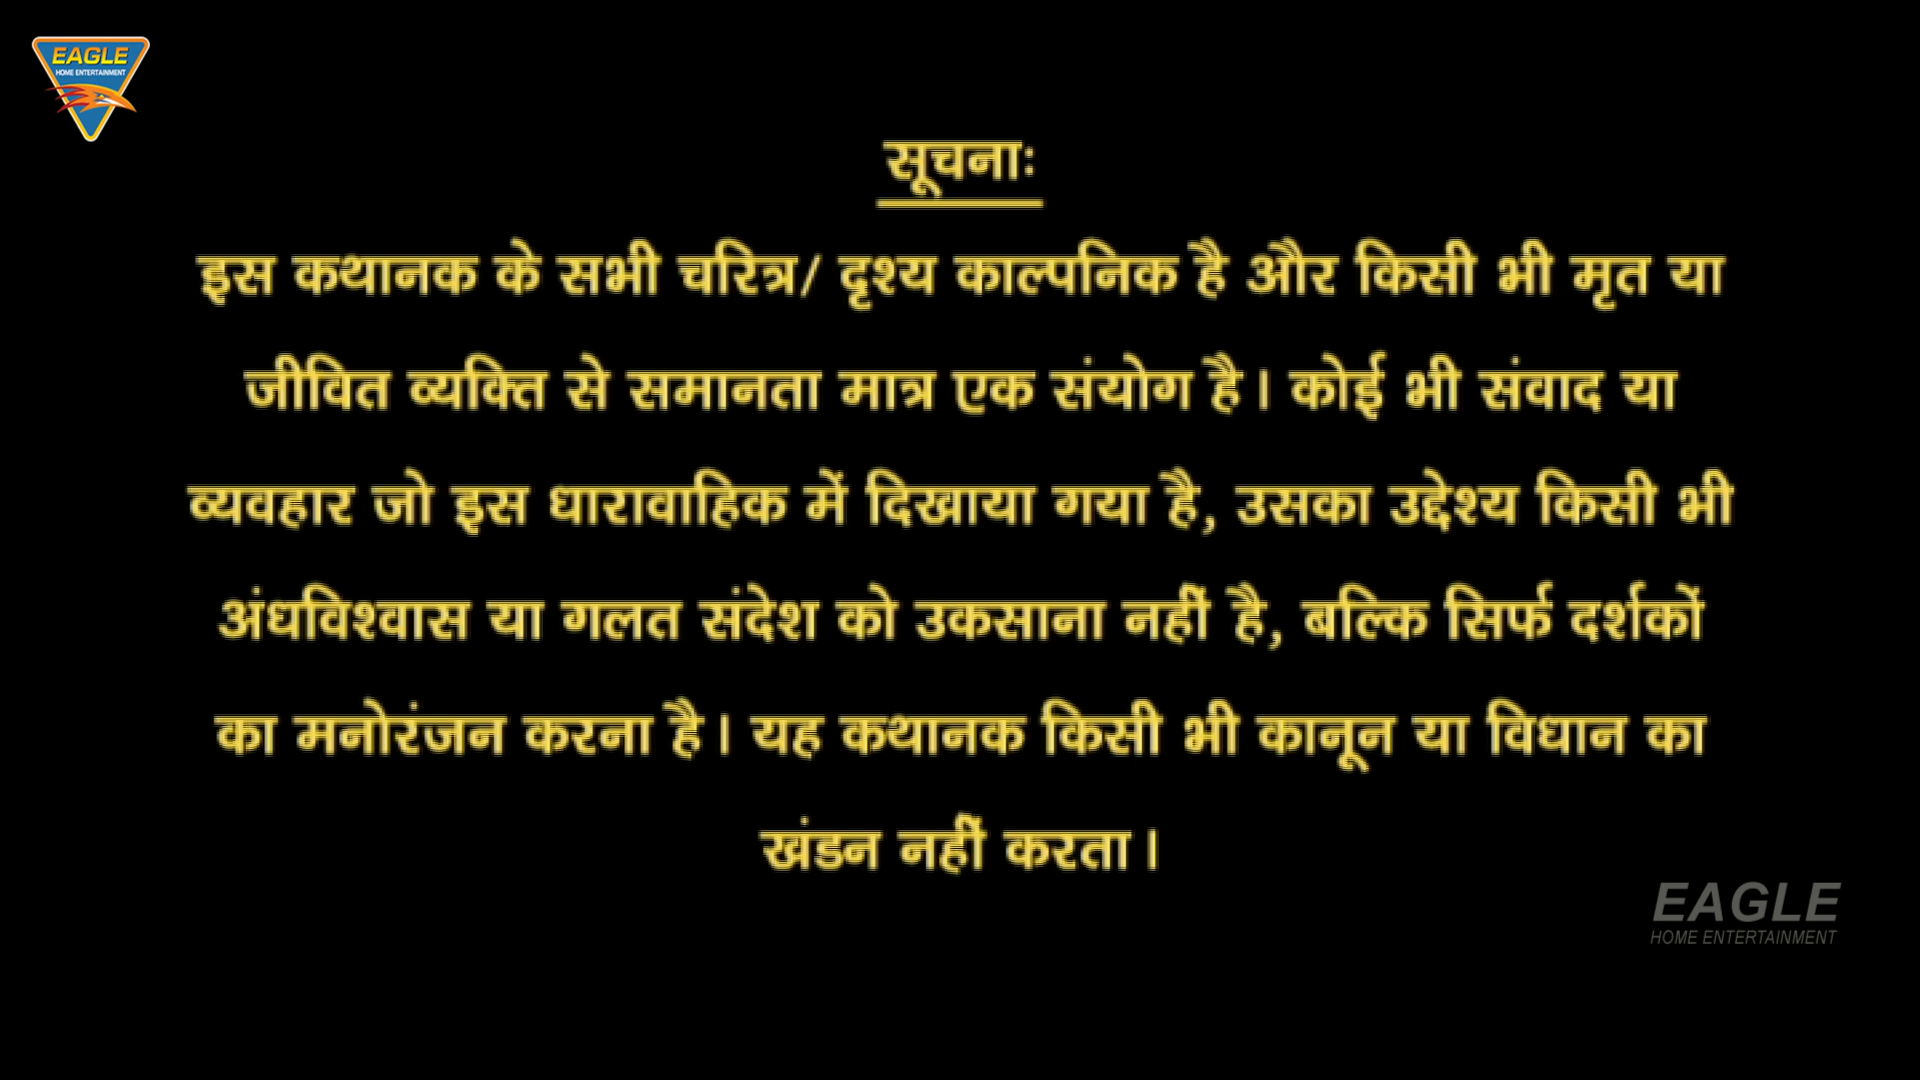 EAGLE
HOME ENTERTAINMENT
सूचनाः
इस कथानक के सभी चरित्र/ दृश्य काल्पनिक है और किसी भी मृत या
जीवित व्यक्ति से समानता मात्र एक संयोग है । कोई भी संवाद या
व्यवहार जो इस धारावाहिक में दिखाया गया है, उसका उद्देश्य किसी भी
अंधविश्वास या गलत संदेश को उकसाना नहीं है, बल्कि सिर्फ दर्शकों
का मनोरंजन करना है । यह कथानक किसी भी कानून या विधान का
खंडन नहीं करता ।
EAGLE
HOME ENTERTAINMENT